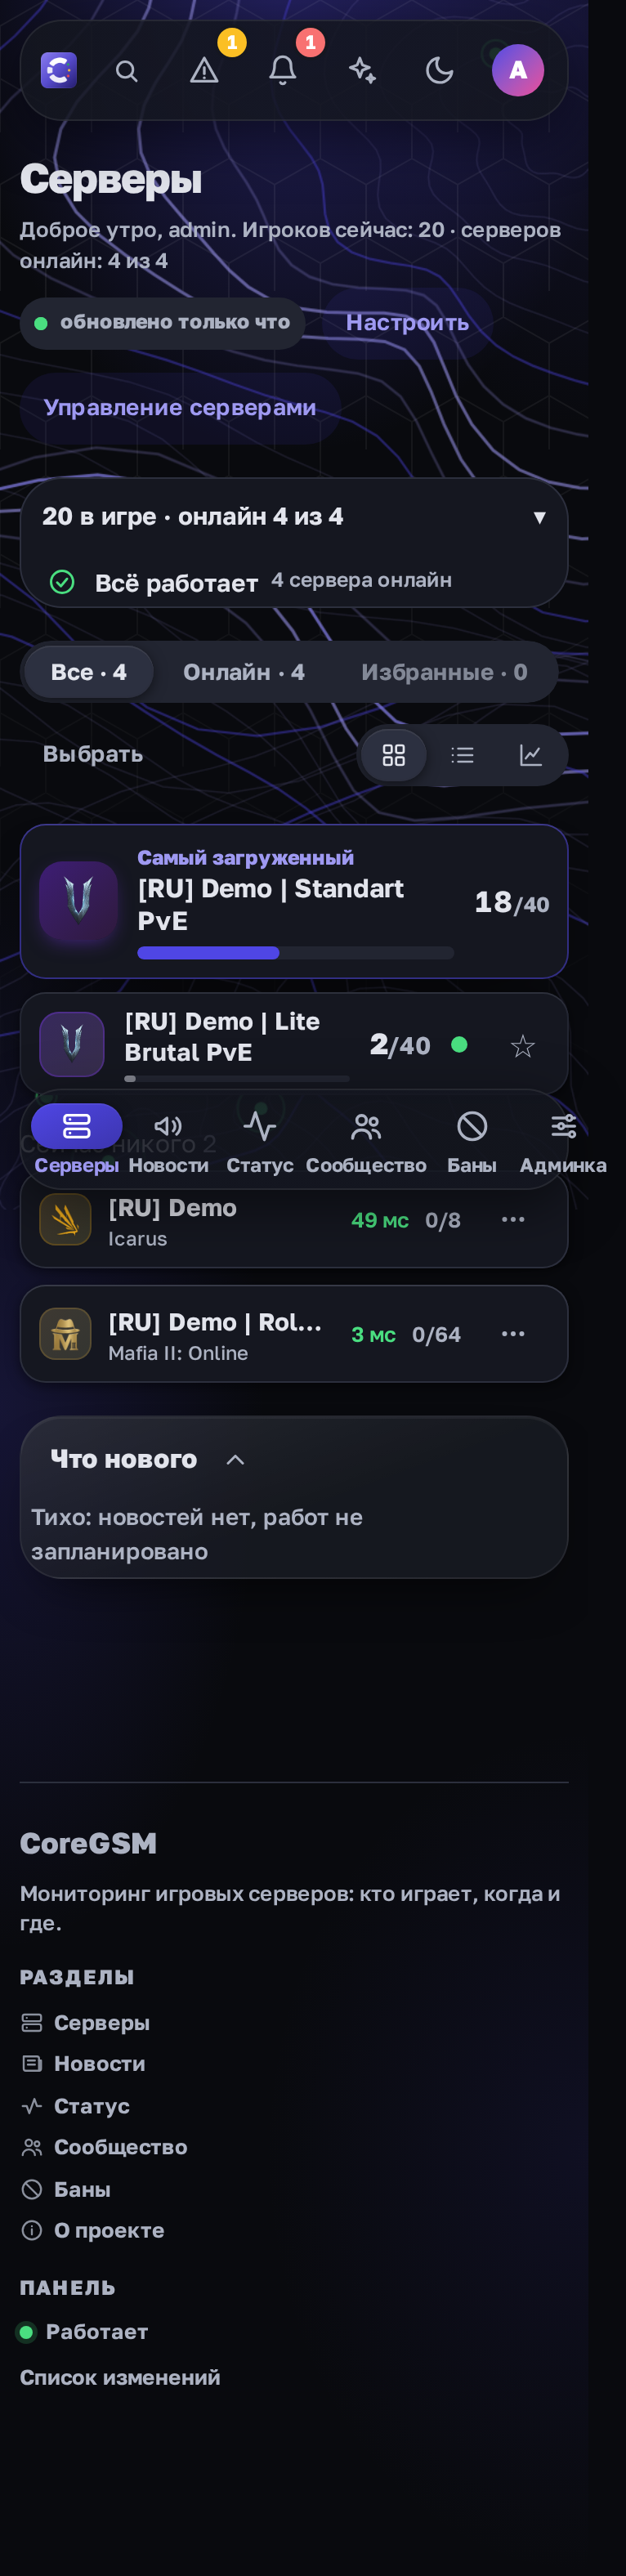 1
1
A
Серверы
Доброе утро, admin. Игроков сейчас: 20 · серверов
онлайн: 4 из 4
обновлено только что
Настроить
Управление серверами
20 в игре · онлайн 4 из 4
Всё работает 4 сервера онлайн
Все · 4
Онлайн · 4
Избранные · 0
Выбрать
Самый загруженный
[RU] Demo | Standart
PvE
18/40
[RU] Demo | Lite
Brutal PvE
2/40
Сейчас никого 2
Серверы
Новости
Статус
Сообщество
Баны
Админка
[RU] Demo
Icarus
49 мс 0/8
[RU] Demo | Rol...
Mafia II: Online
3 мс 0/64
Что нового
Тихо: новостей нет, работ не
запланировано
CoreGSM
Мониторинг игровых серверов: кто играет, когда и
где.
РАЗДЕЛЫ
Серверы
Новости
Статус
Сообщество
Баны
О проекте
ПАНЕЛЬ
Работает
Список изменений